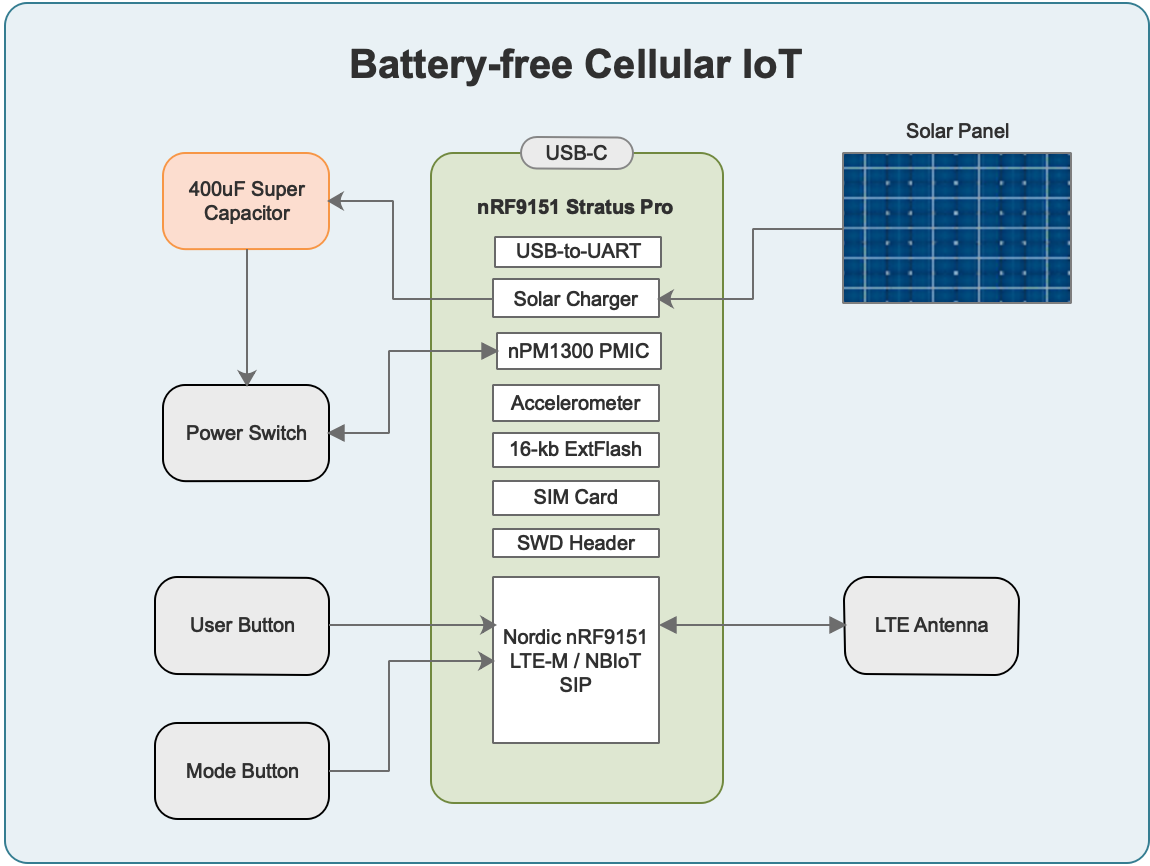 Battery-free Cellular IoT
Solar Panel
USB-C
400uF Super
Capacitor
nRF9151 Stratus Pro
USB-to-UART
Solar Charger
nPM1300 PMIC
Accelerometer
Power Switch
16-kb ExtFlash
SIM Card
SWD Header
User Button
Nordic nRF9151
LTE-M / NBIoT
SIP
LTE Antenna
Mode Button